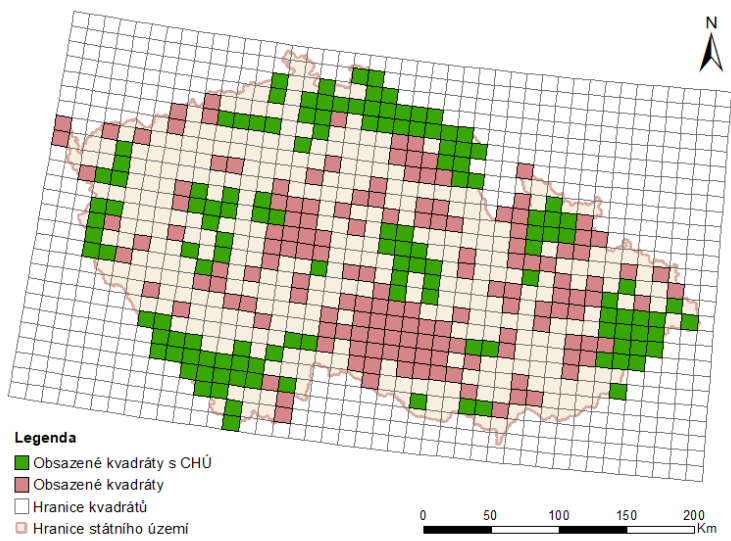 N
Legenda
Obsazené kvadráty s CHÚ
Obsazené kvadráty
Hranice kvadrátů
Hranice státního území
0 50 100 150 200
Km